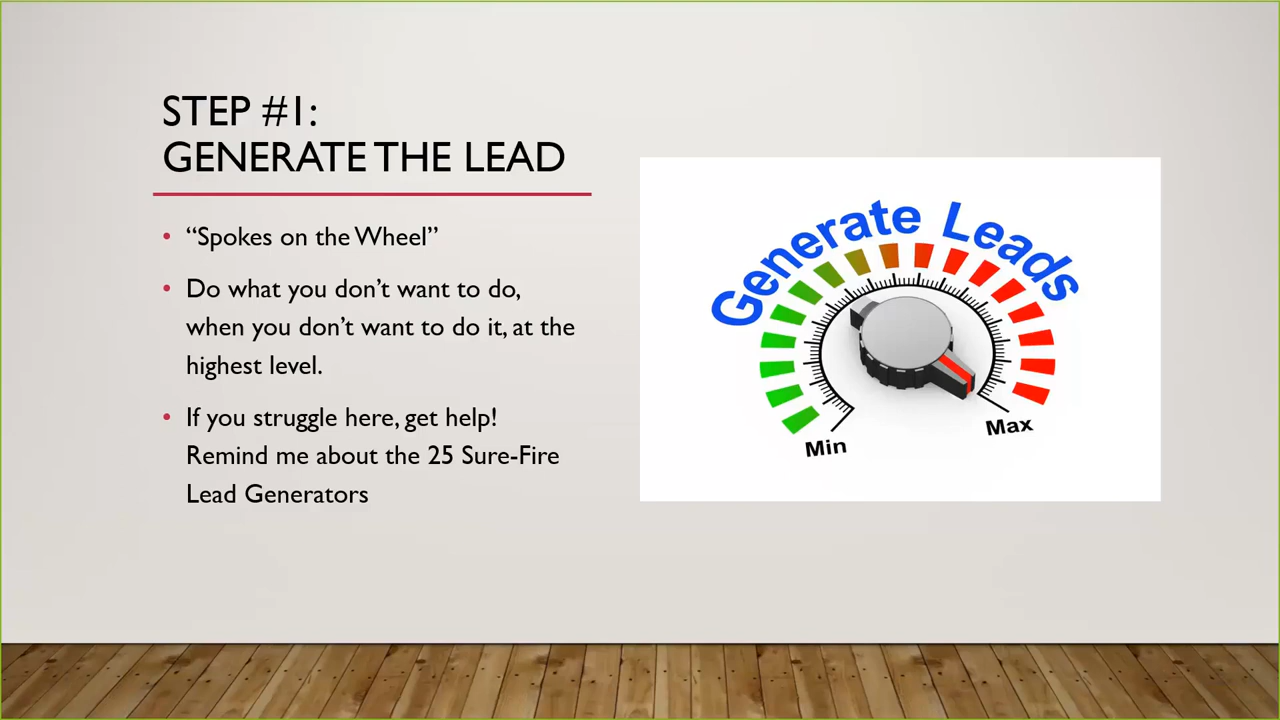 STEP #1:
GENERATE THE LEAD
• “Spokes on the Wheel”
• Do what you don’t want to do,
when you don’t want to do it, at the
highest level.
• If you struggle here, get help!
Remind me about the 25 Sure-Fire
Lead Generators
Generate Leads
Min
Max